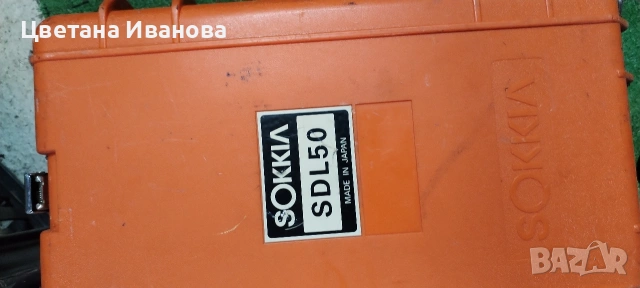 Цветана Иванова
SOKKIA
SDL50
MADE IN JAPAN
SOKKIA
BAZAR